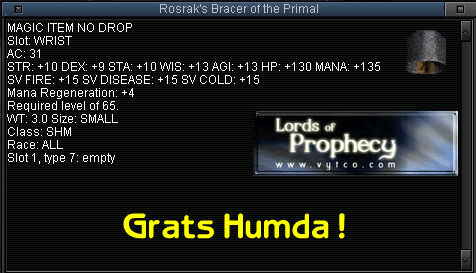 Rosrak's Bracer of the Primal
MAGIC ITEM NO DROP
Slot: WRIST
AC: 31
STR: +10 DEX: +9 STA: +10 WIS: +13 AGI: +13 HP: +130 MANA: +135
SV FIRE: +15 SV DISEASE: +15 SV COLD: +15
Mana Regeneration: +4
Required level of 65.
WT: 3.0 Size: SMALL
Class: SHM
Race: ALL
Slot 1, type 7: empty
Lords of
Prophecy
www.vytco.com
Grats Humda!